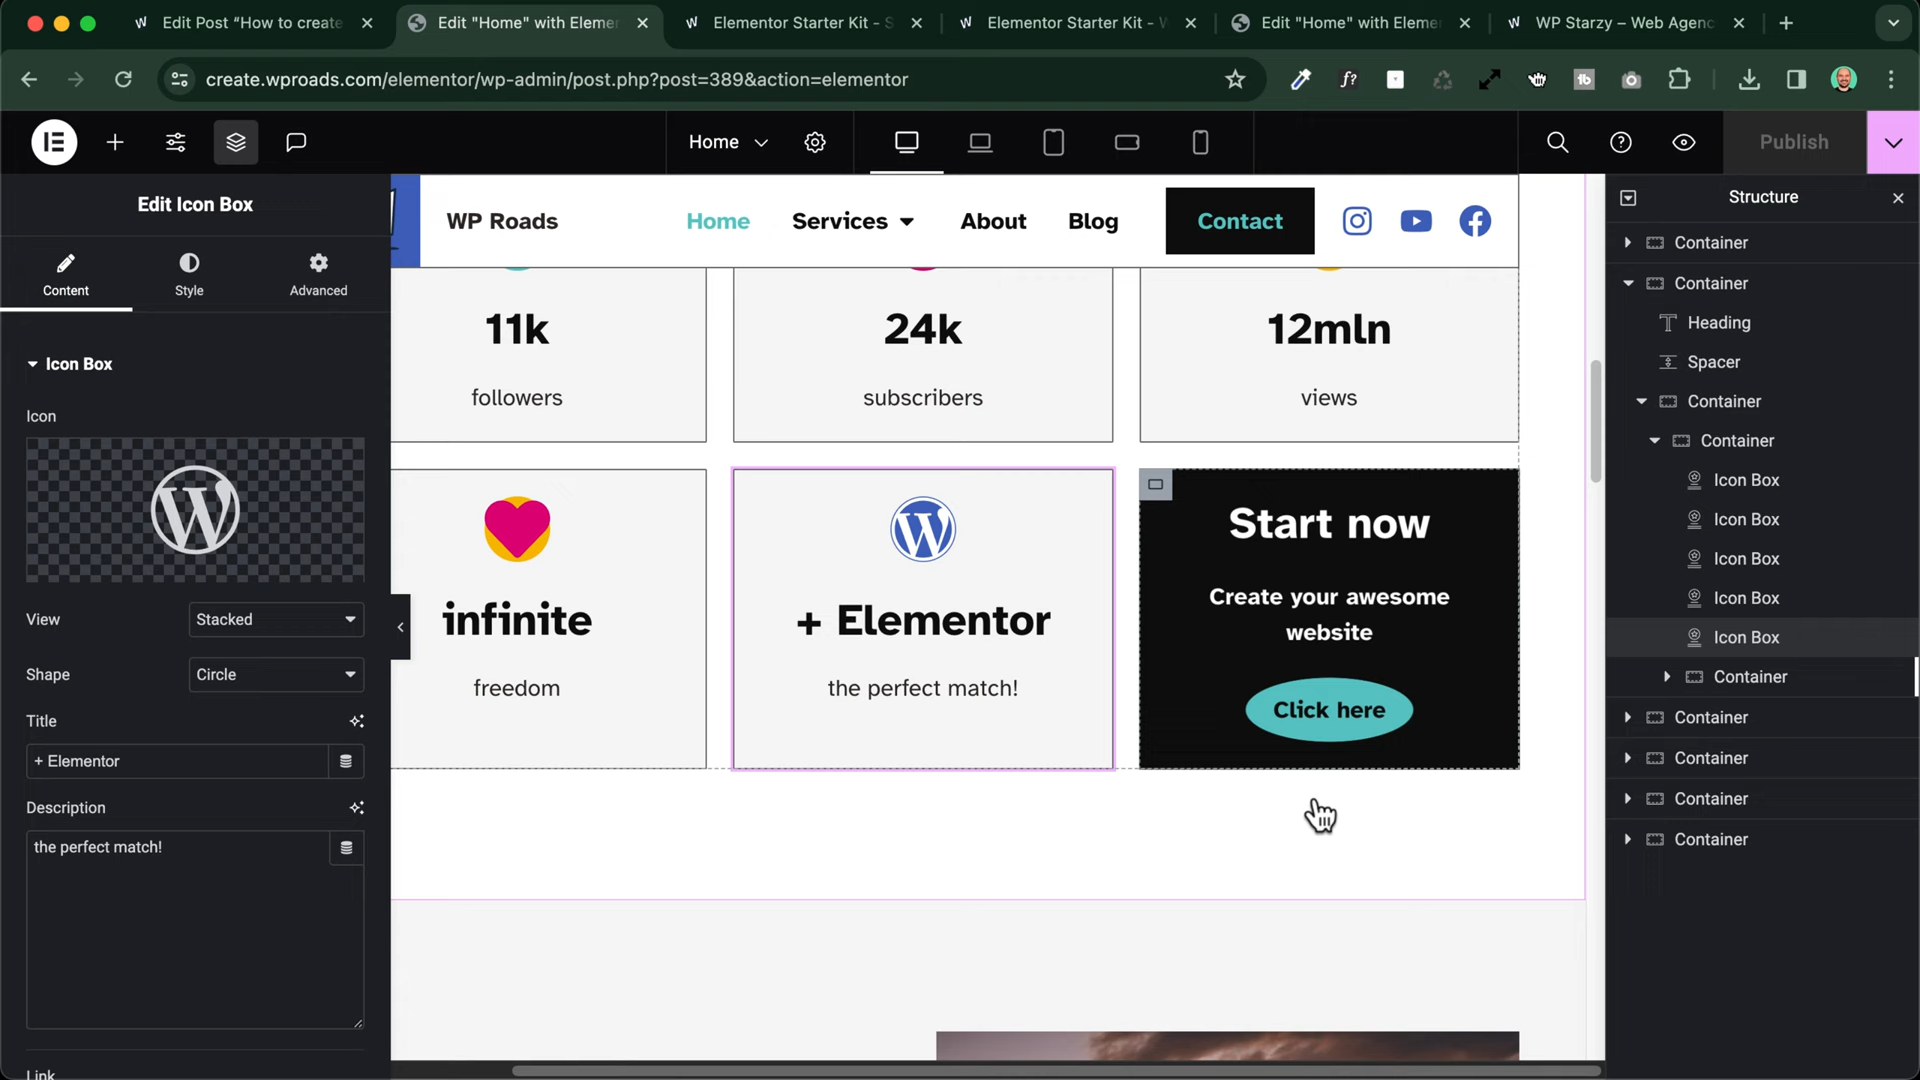 Edit Post “How to create
Edit "Home" with Elemen
Elementor Starter Kit - S
Elementor Starter Kit - W
Edit "Home" with Eleme
WP Starzy – Web Agenc
create.wproads.com/elementor/wp-admin/post.php?post=389&action=elementor
Home
Publish
Edit Icon Box
Content
Style
Advanced
Icon Box
Icon
View
Stacked
Shape
Circle
Title
+ Elementor
Description
the perfect match!
Link
WP Roads
Home
Services
About
Blog
Contact
11k
24k
12mln
followers
subscribers
views
infinite
freedom
+ Elementor
the perfect match!
Start now
Create your awesome
website
Click here
Structure
Container
Container
Heading
Spacer
Container
Container
Icon Box
Icon Box
Icon Box
Icon Box
Icon Box
Container
Container
Container
Container
Container